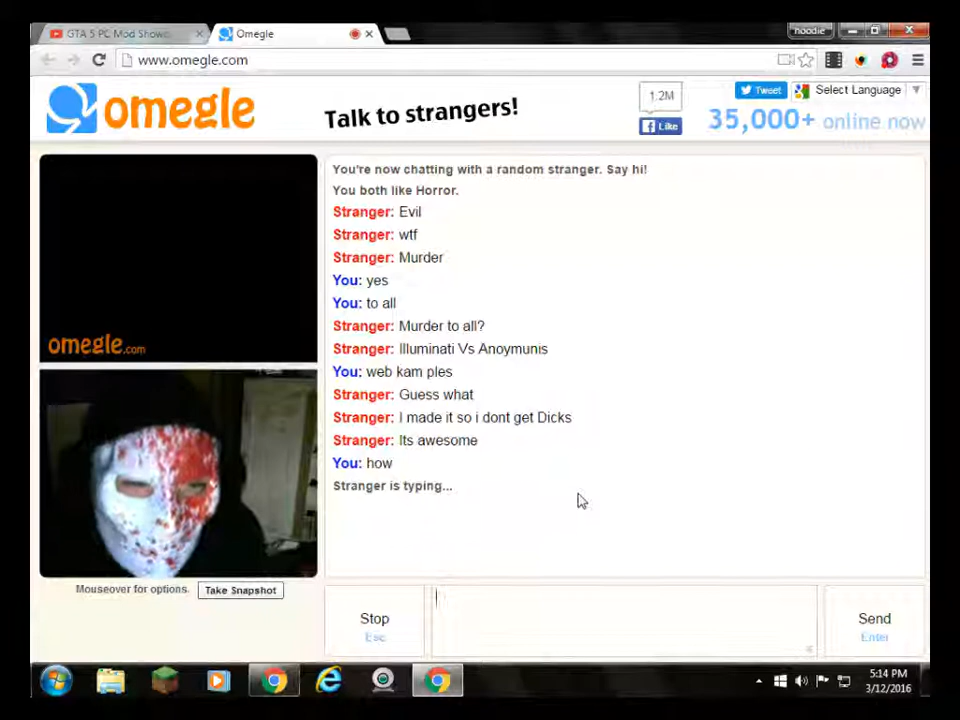 GTA 5 PC Mod Showc
Omegle
hoodie
www.omegle.com
omegle
Talk to strangers!
1.2M
Like
Tweet
Select Language
35,000+ online now
You're now chatting with a random stranger. Say hi!
You both like Horror.
Stranger: Evil
Stranger: wtf
Stranger: Murder
You: yes
You: to all
Stranger: Murder to all?
Stranger: Illuminati Vs Anoymunis
You: web kam ples
Stranger: Guess what
Stranger: I made it so i dont get Dicks
Stranger: Its awesome
You: how
Stranger is typing...
omegle.com
Mouseover for options.
Take Snapshot
Stop
Esc
Send
Enter
5:14 PM
3/12/2016